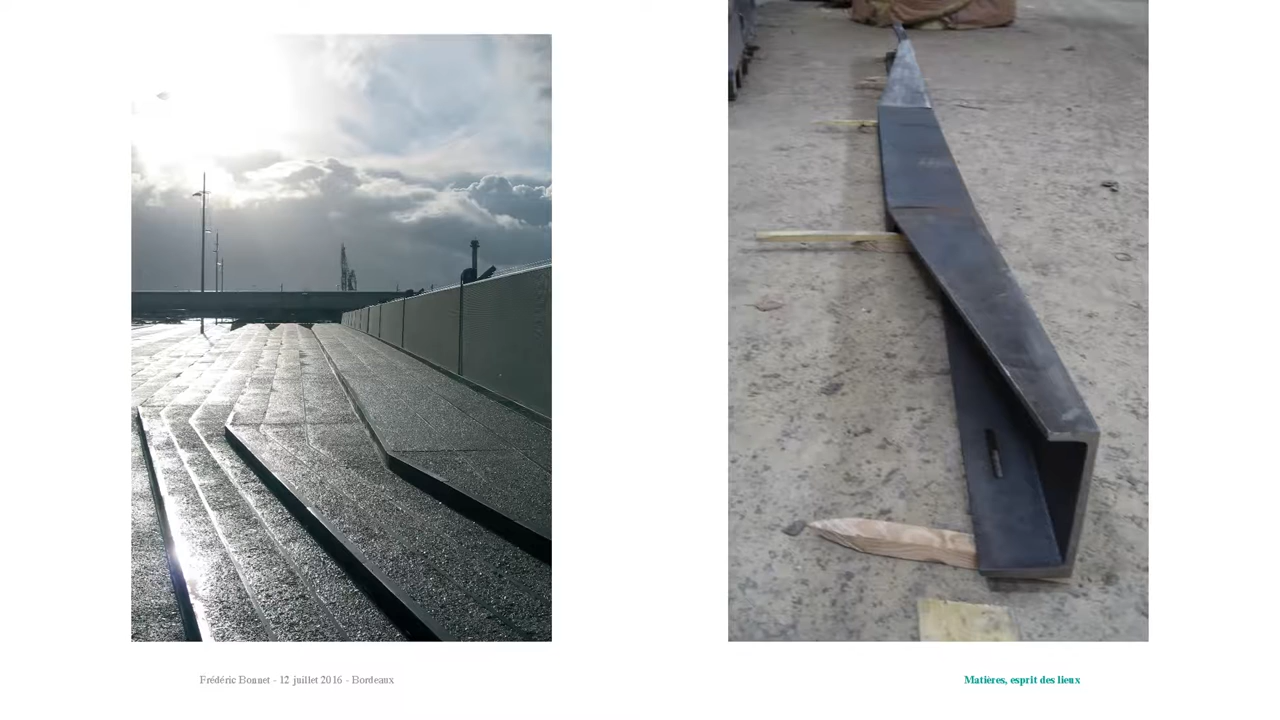 Frédéric Bonnet - 12 juillet 2016 - Bordeaux
Matières, esprit des lieux